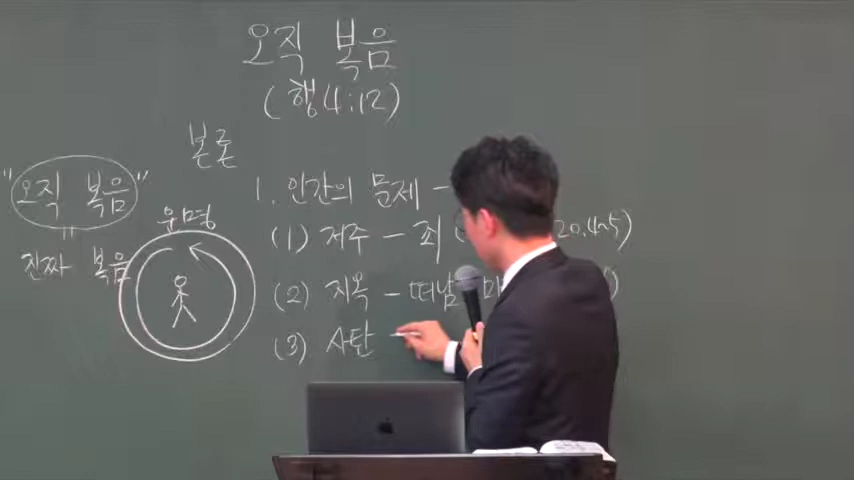 오직 복음
(행4:12)
본론
"오직 복음"
=
진짜 복음
운명
1. 인간의 문제 -
(1) 저주 - 죄 ( 20.4~5)
(2) 지옥 - 떠남 )
(3) 사탄